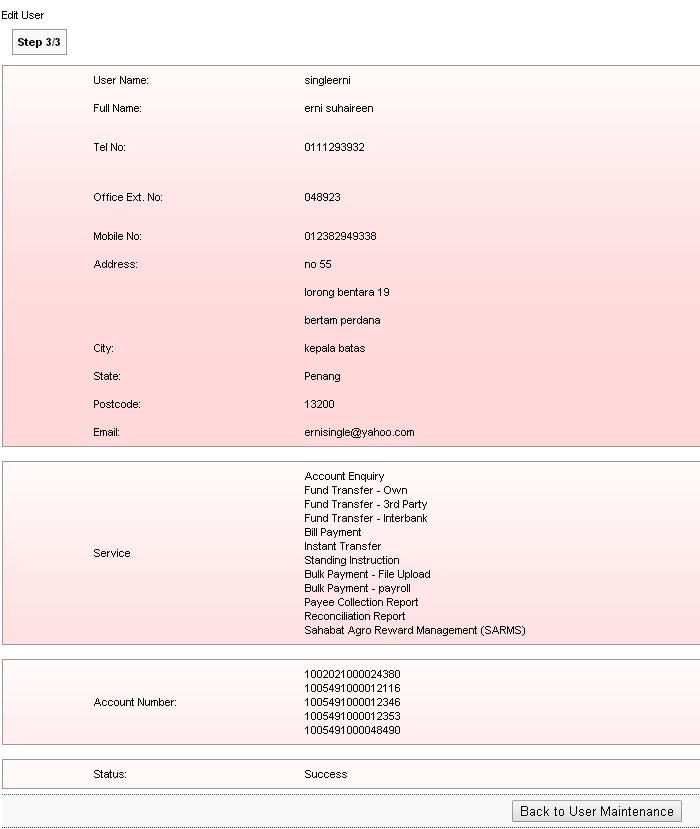 Edit User
Step 3/3
User Name: singleerni
Full Name: erni suhaireen
Tel No: 0111293932
Office Ext. No: 048923
Mobile No: 012382949338
Address: no 55
lorong bentara 19
bertam perdana
City: kepala batas
State: Penang
Postcode: 13200
Email: ernisingle@yahoo.com
Service
Account Enquiry
Fund Transfer - Own
Fund Transfer - 3rd Party
Fund Transfer - Interbank
Bill Payment
Instant Transfer
Standing Instruction
Bulk Payment - File Upload
Bulk Payment - payroll
Payee Collection Report
Reconciliation Report
Sahabat Agro Reward Management (SARMS)
Account Number:
1002021000024380
1005491000012116
1005491000012346
1005491000012353
1005491000048490
Status: Success
Back to User Maintenance